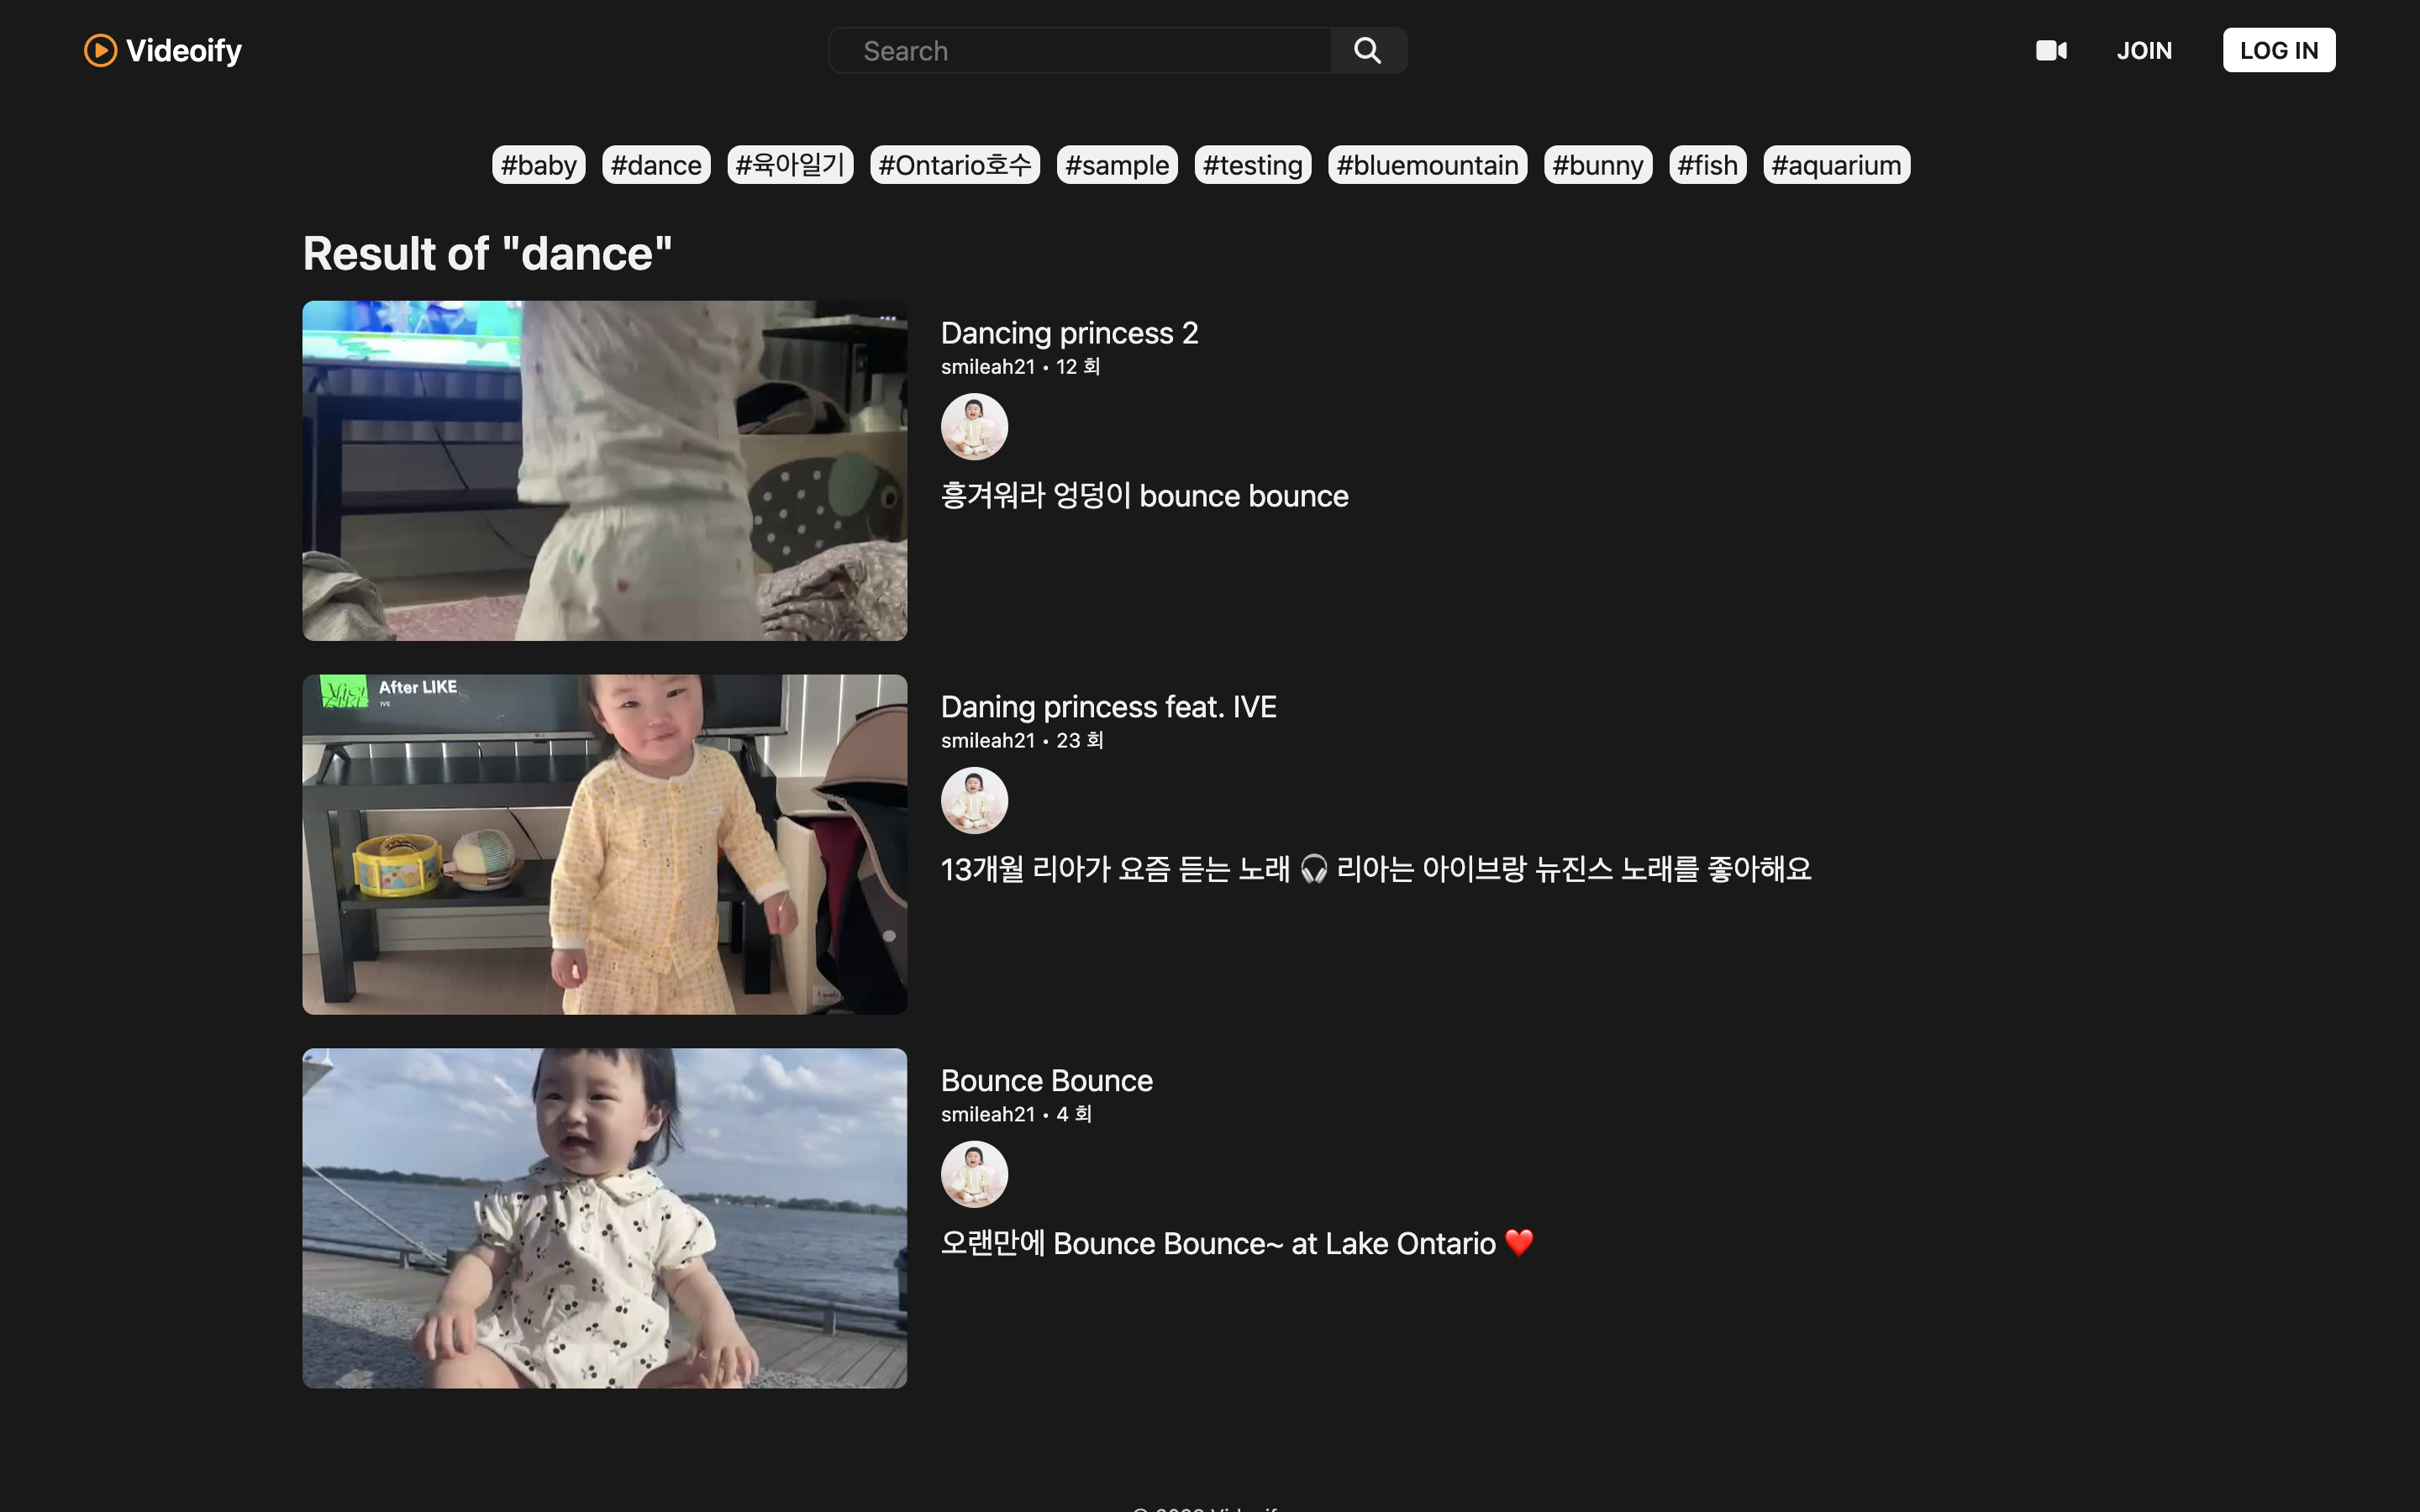 Videoify
Search
JOIN
LOG IN
#baby #dance #육아일기 #Ontario호수 #sample #testing #bluemountain #bunny #fish #aquarium
Result of "dance"
Dancing princess 2
smileah21 • 12 회
흥겨워라 엉덩이 bounce bounce
After LIKE
IVE
Daning princess feat. IVE
smileah21 • 23 회
13개월 리아가 요즘 듣는 노래 🎧 리아는 아이브랑 뉴진스 노래를 좋아해요
Bounce Bounce
smileah21 • 4 회
오랜만에 Bounce Bounce~ at Lake Ontario ❤️